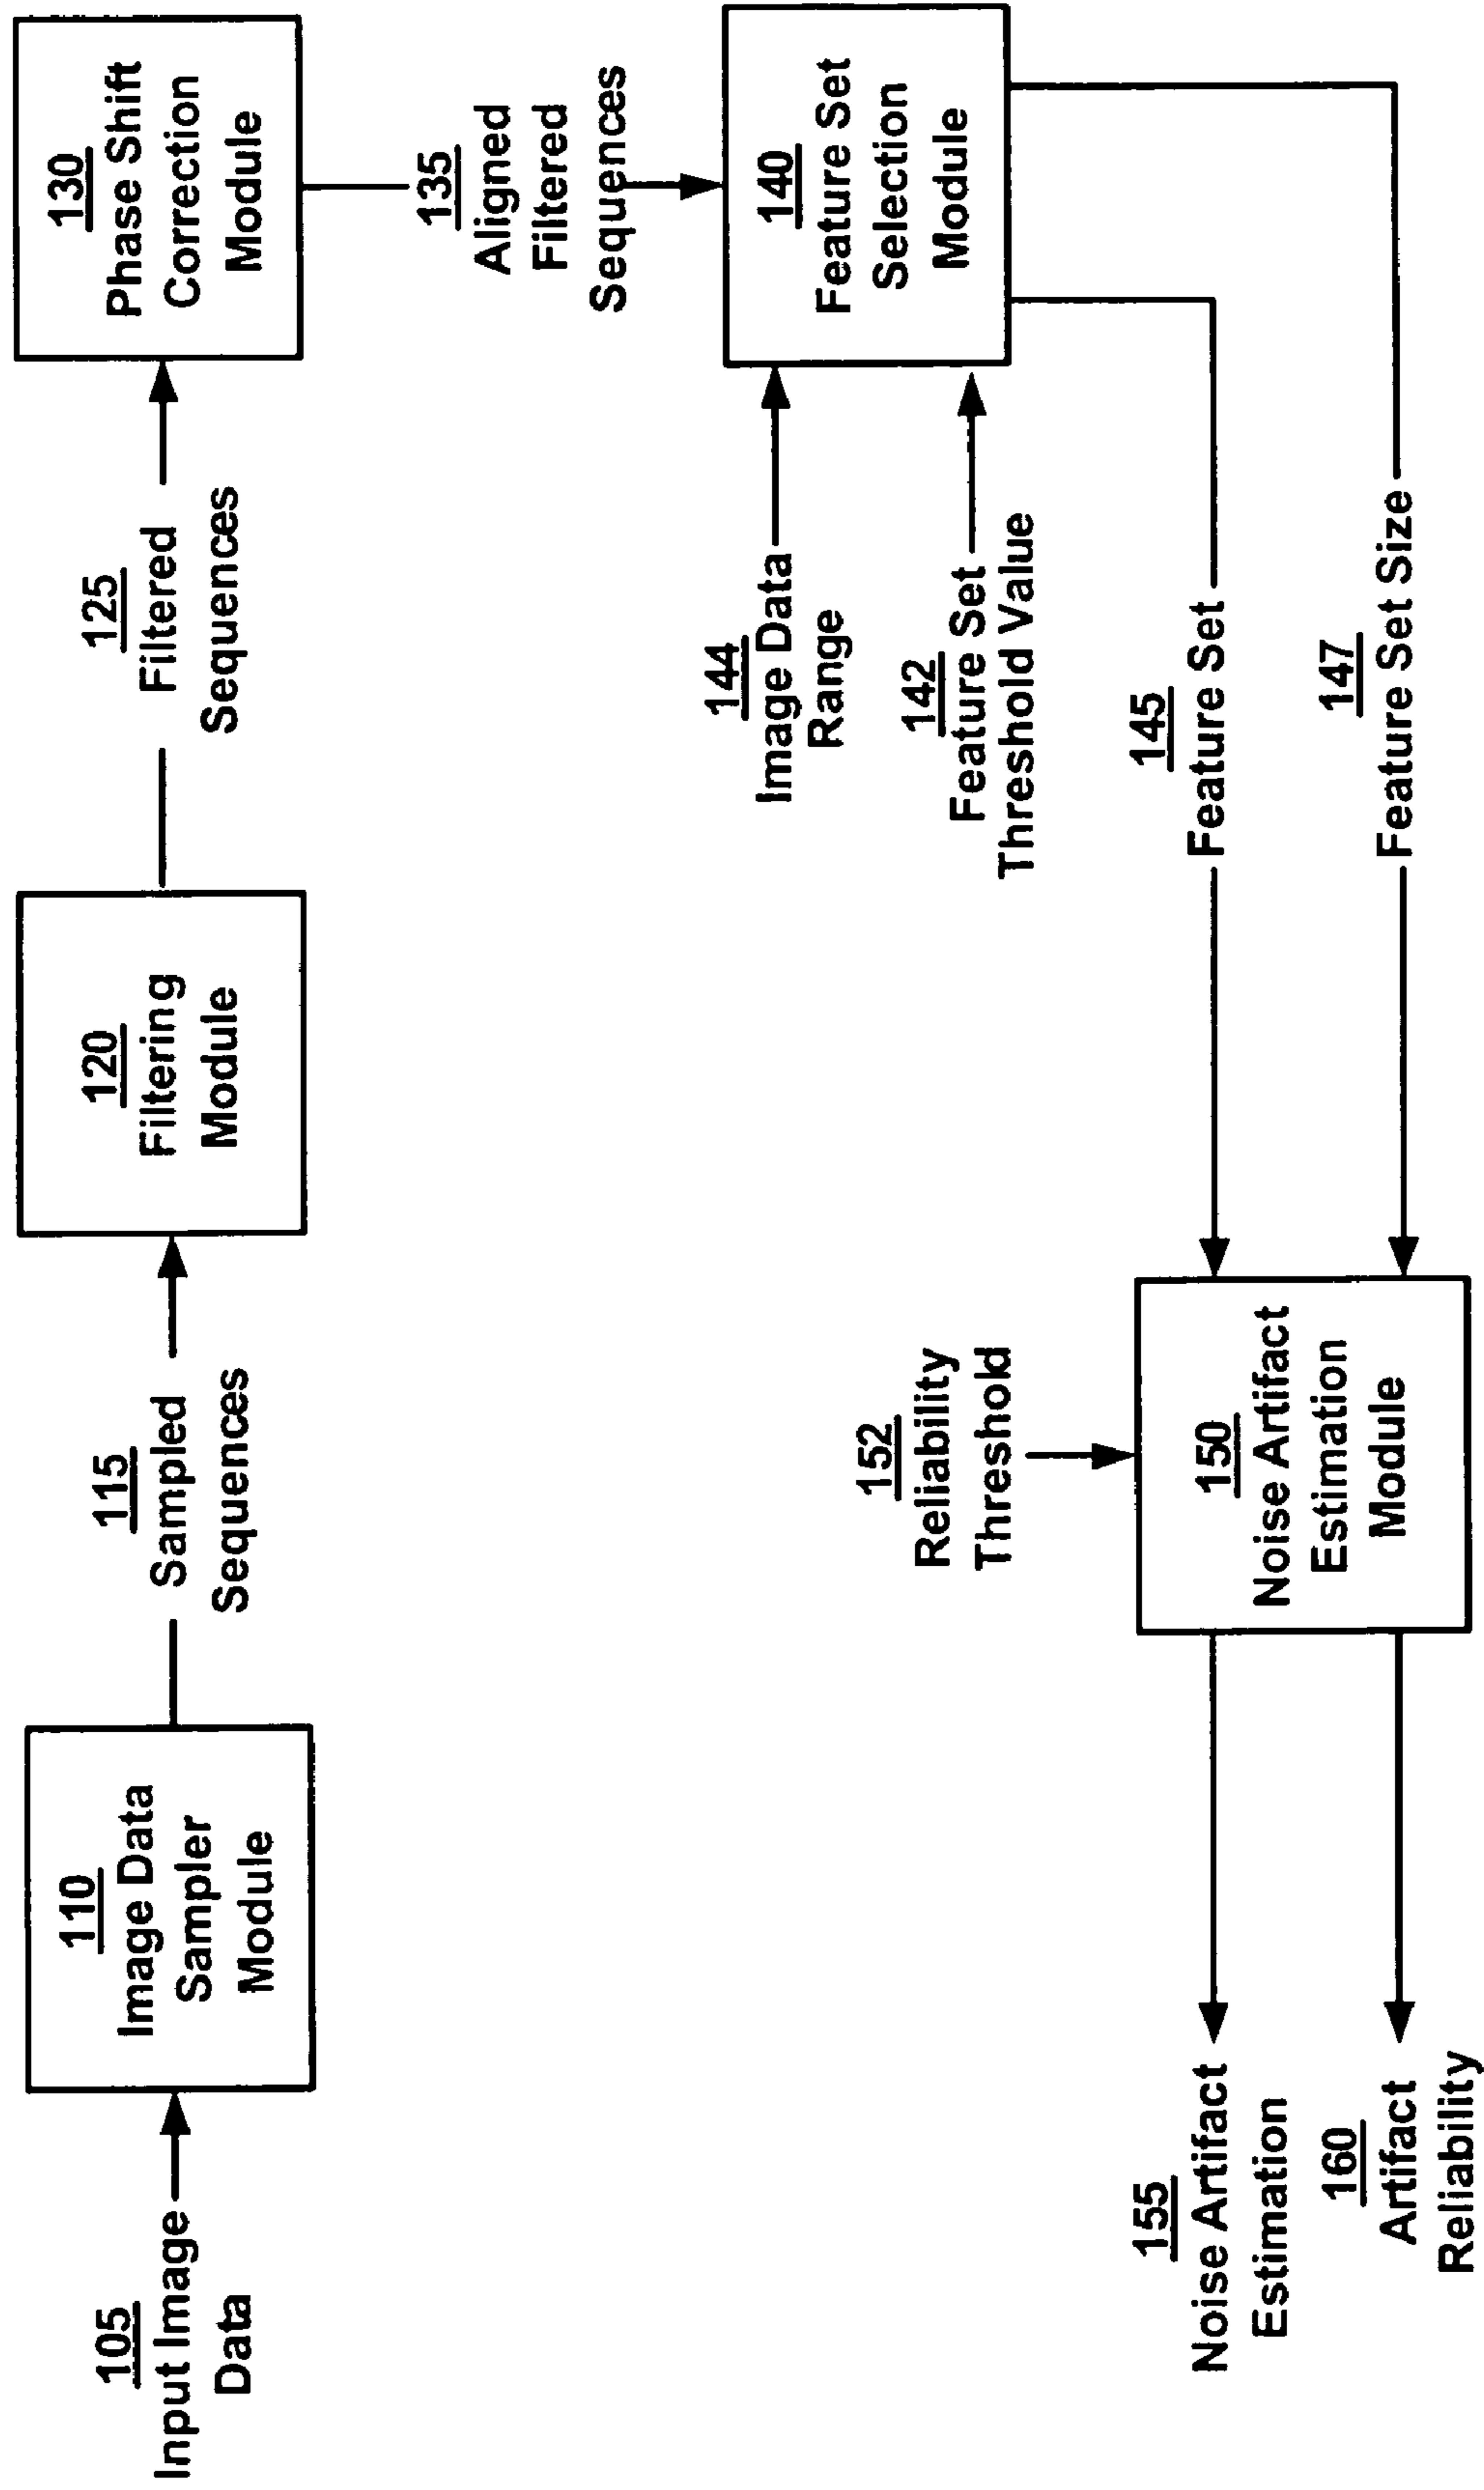 105
Input Image
Data
110
Image Data
Sampler
Module
115
Sampled
Sequences
120
Filtering
Module
125
Filtered
Sequences
130
Phase Shift
Correction
Module
135
Aligned
Filtered
Sequences
144
Image Data
Range
142
Feature Set
Threshold Value
140
Feature Set
Selection
Module
145
Feature Set
147
Feature Set Size
152
Reliability
Threshold
150
Noise Artifact
Estimation
Module
155
Noise Artifact
Estimation
160
Artifact
Reliability